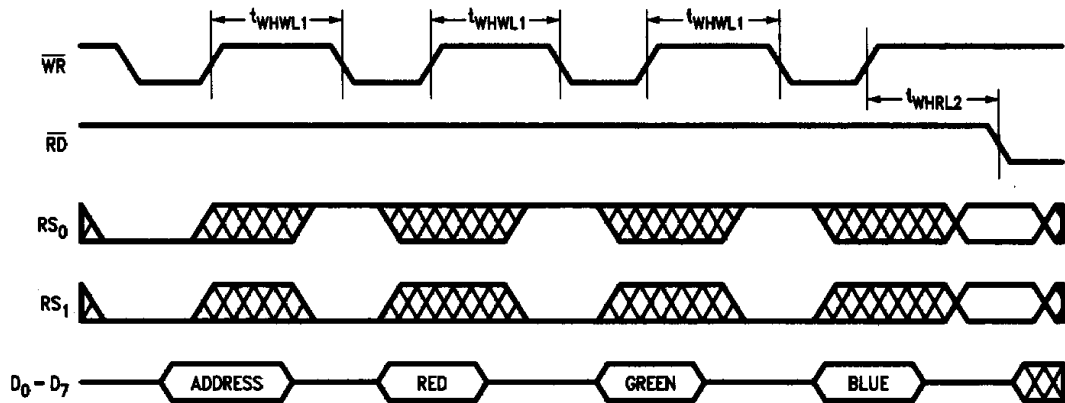 tWHWL1 tWHWL1 tWHWL1
WR
tWHRL2
RD
RS0
RS1
D0 – D7 ADDRESS RED GREEN BLUE